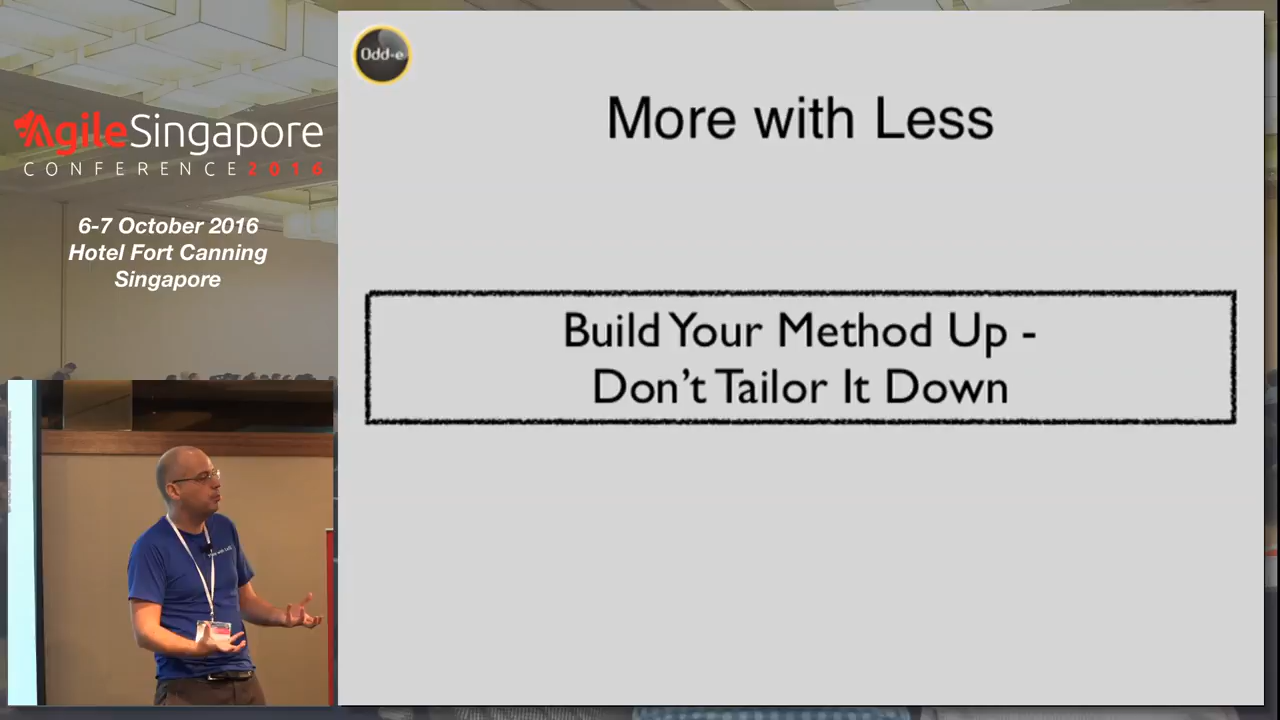 Odd-e
More with Less
AgileSingapore
CONFERENCE2016
6-7 October 2016
Hotel Fort Canning
Singapore
Build Your Method Up -
Don't Tailor It Down